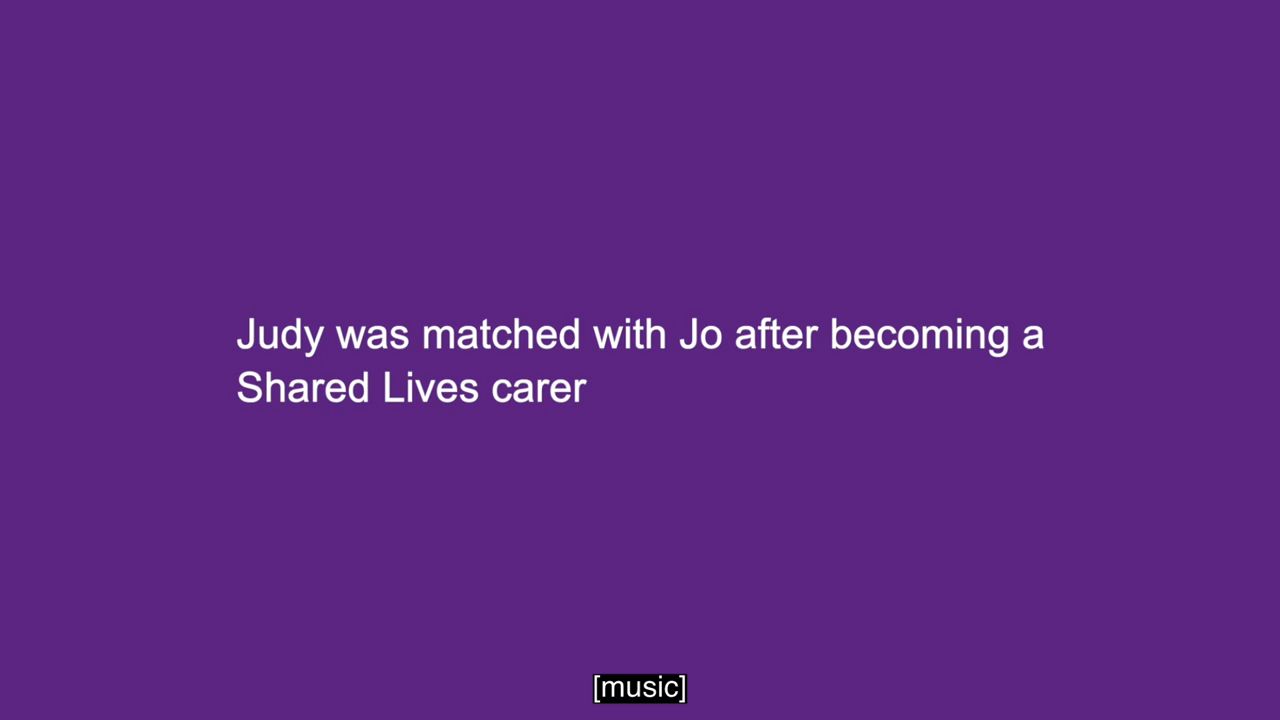 Judy was matched with Jo after becoming a
Shared Lives carer
[music]